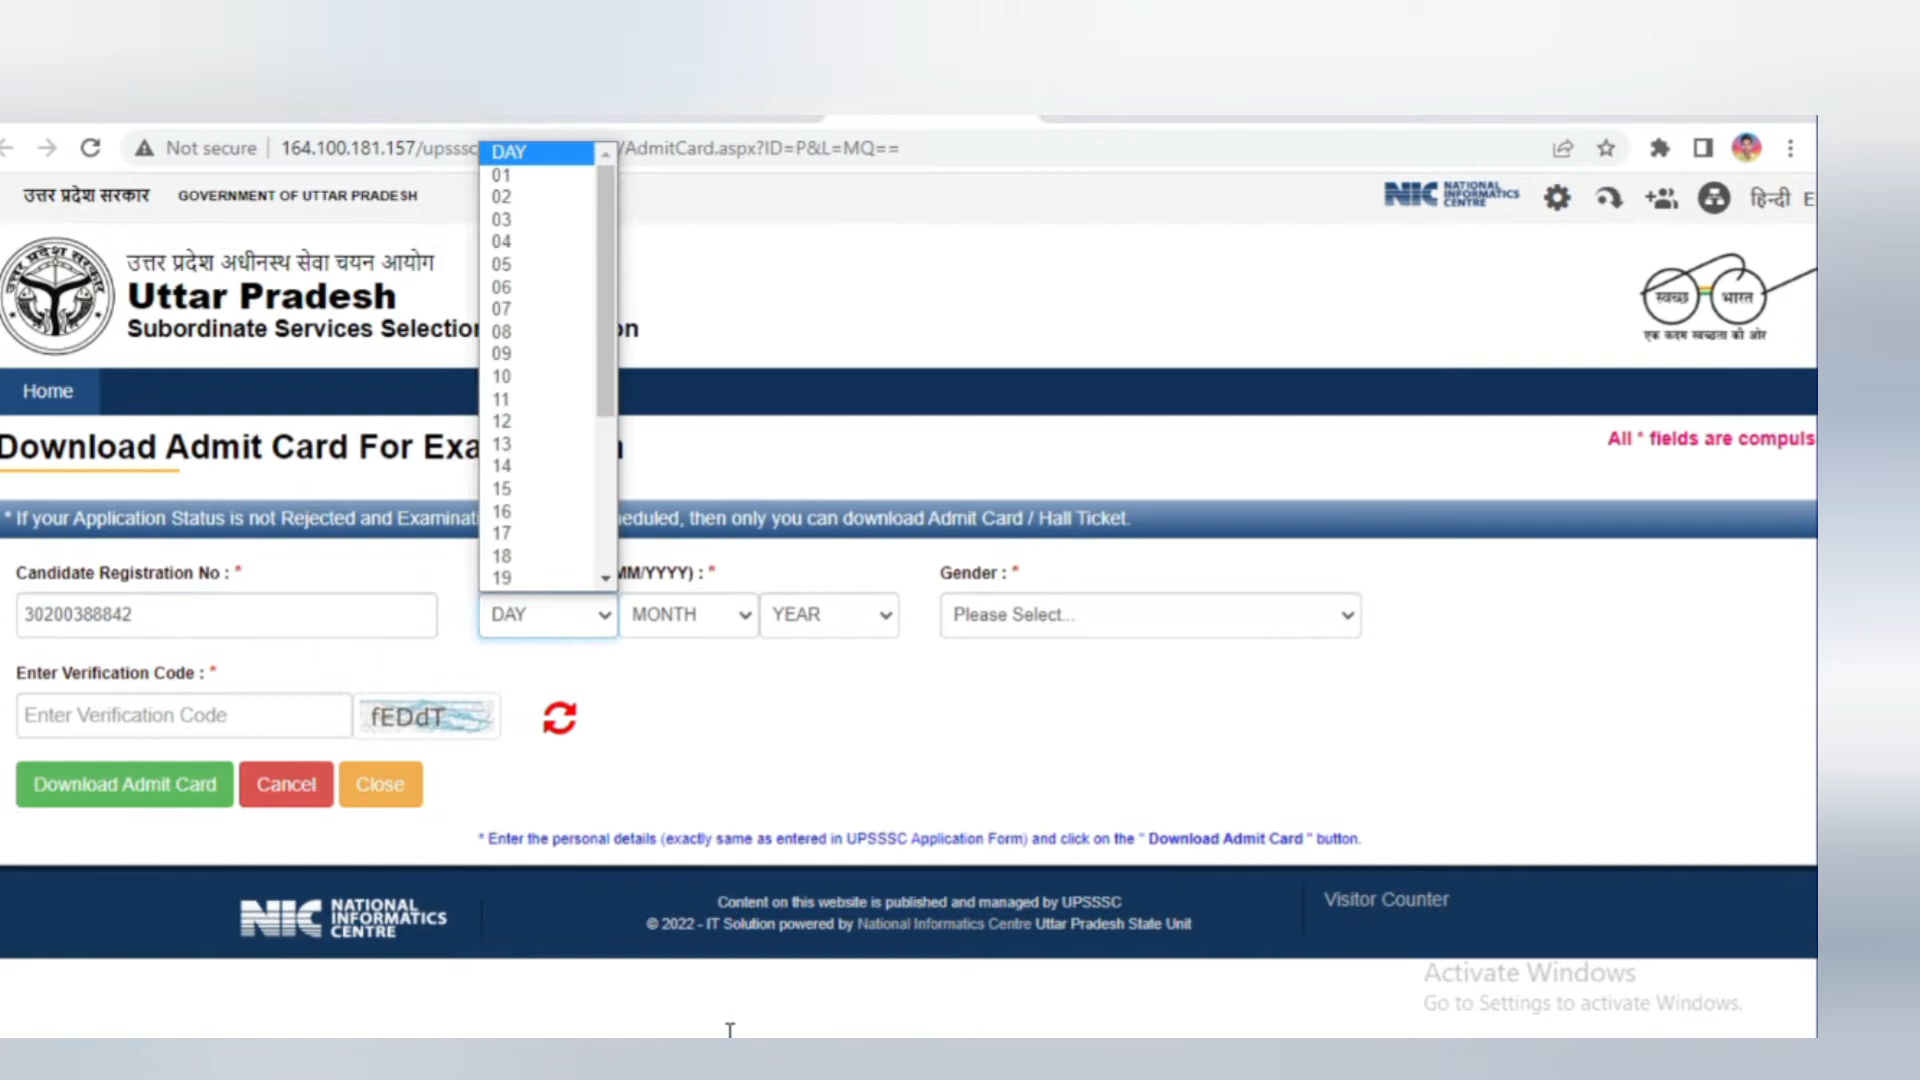 Not secure | 164.100.181.157/upsssc /AdmitCard.aspx?ID=P&L=MQ==
उत्तर प्रदेश सरकार GOVERNMENT OF UTTAR PRADESH
NIC NATIONAL INFORMATICS CENTRE हिन्दी E
उत्तर प्रदेश अधीनस्थ सेवा चयन आयोग
Uttar Pradesh
Subordinate Services Selection on
स्वच्छ भारत
एक कदम स्वच्छता की ओर
Home
Download Admit Card For Exa
All * fields are compuls
* If your Application Status is not Rejected and Examinati eduled, then only you can download Admit Card / Hall Ticket.
Candidate Registration No : *
30200388842
DAY
01
02
03
04
05
06
07
08
09
10
11
12
13
14
15
16
17
18
19
MM/YYYY) : *
DAY MONTH YEAR
Gender : *
Please Select...
Enter Verification Code : *
Enter Verification Code fEDdT
Download Admit Card Cancel Close
* Enter the personal details (exactly same as entered in UPSSSC Application Form) and click on the " Download Admit Card " button.
NIC NATIONAL INFORMATICS CENTRE
Content on this website is published and managed by UPSSSC
© 2022 - IT Solution powered by National Informatics Centre Uttar Pradesh State Unit
Visitor Counter
Activate Windows
Go to Settings to activate Windows.